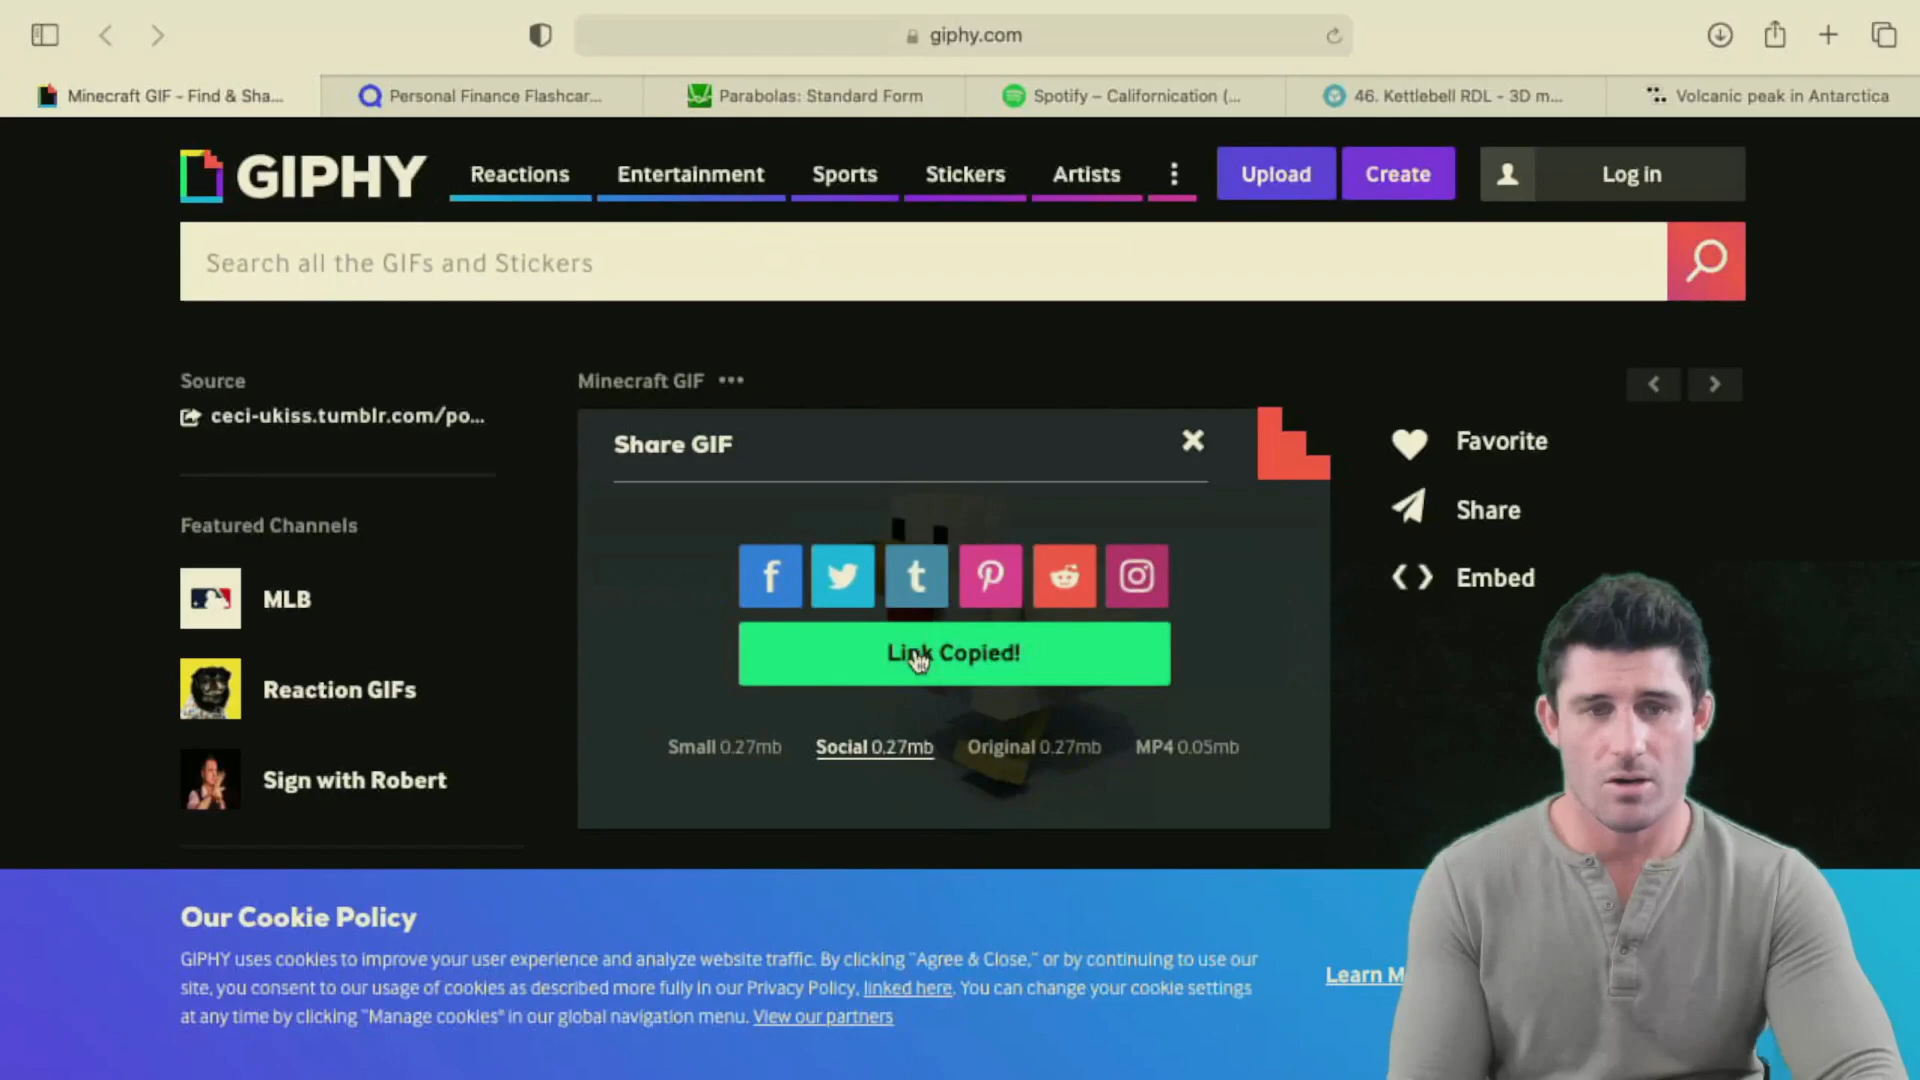 giphy.com
Minecraft GIF - Find & Sha...
Personal Finance Flashcar...
Parabolas: Standard Form
Spotify – Californication (...
46. Kettlebell RDL - 3D m...
Volcanic peak in Antarctica
GIPHY
Reactions
Entertainment
Sports
Stickers
Artists
Upload
Create
Log in
Search all the GIFs and Stickers
Source
ceci-ukiss.tumblr.com/po...
Minecraft GIF
Share GIF
Favorite
Share
Embed
Featured Channels
MLB
Reaction GIFs
Sign with Robert
Link Copied!
Small 0.27mb
Social 0.27mb
Original 0.27mb
MP4 0.05mb
Our Cookie Policy
GIPHY uses cookies to improve your user experience and analyze website traffic. By clicking "Agree & Close," or by continuing to use our
site, you consent to our usage of cookies as described more fully in our Privacy Policy, linked here. You can change your cookie settings
at any time by clicking "Manage cookies" in our global navigation menu. View our partners
Learn M